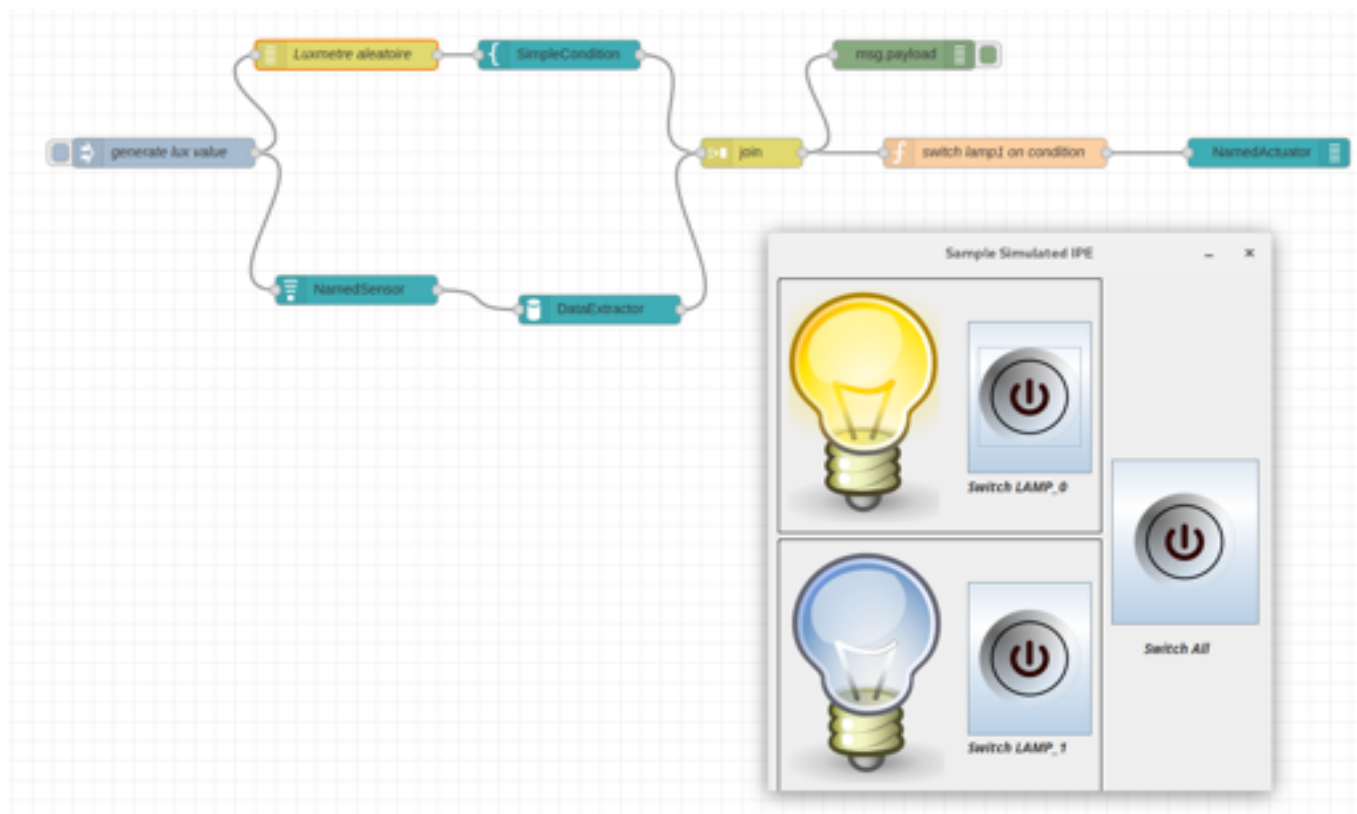 Luxmetre aleatoire
SimpleCondition
msg.payload
generate lux value
join
switch lamp1 on condition
NamedActuator
NamedSensor
DataExtractor
Sample Simulated IPE
Switch LAMP_0
Switch All
Switch LAMP_1